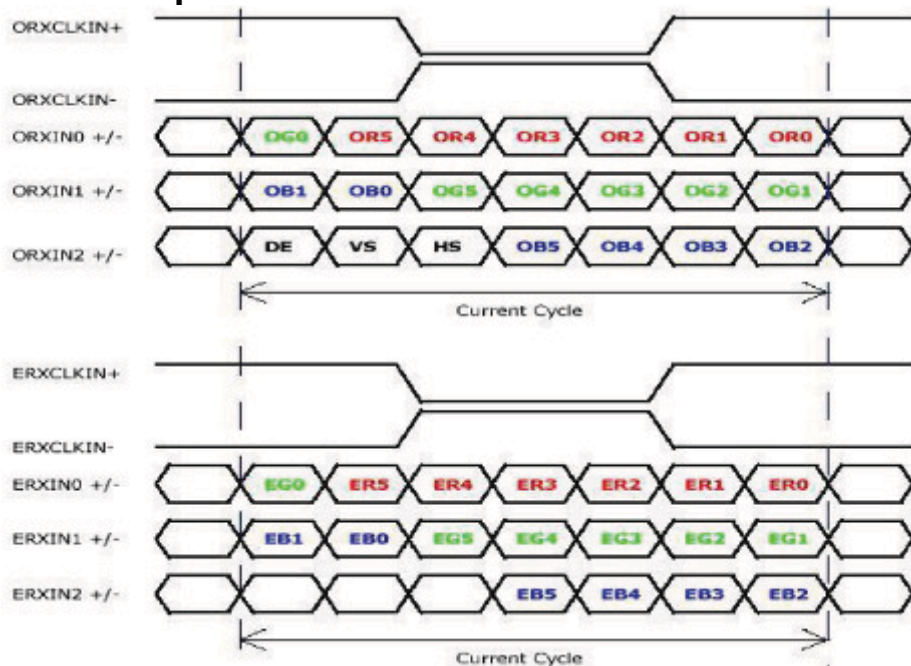 ORXCLKIN+
ORXCLKIN-
ORXIN0 +/- OG0 OR5 OR4 OR3 OR2 OR1 OR0
ORXIN1 +/- OB1 OB0 OG5 OG4 OG3 OG2 OG1
ORXIN2 +/- DE VS HS OB5 OB4 OB3 OB2
Current Cycle
ERXCLKIN+
ERXCLKIN-
ERXIN0 +/- EG0 ER5 ER4 ER3 ER2 ER1 ER0
ERXIN1 +/- EB1 EB0 EG5 EG4 EG3 EG2 EG1
ERXIN2 +/- EB5 EB4 EB3 EB2
Current Cycle